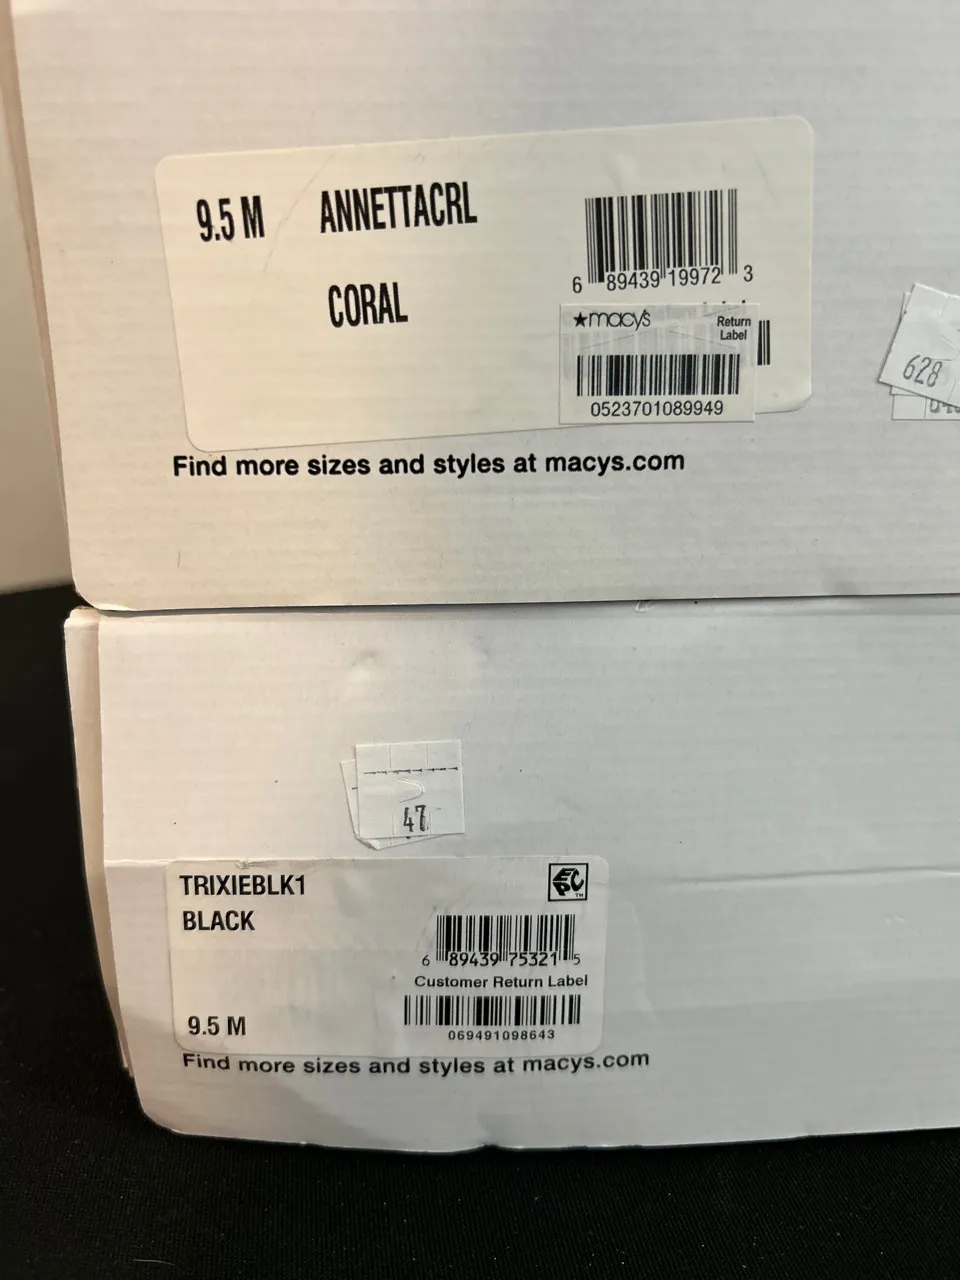 9.5 M ANNETTACRL
CORAL
6 89439 19972 3
★macy's Return Label
0523701089949
628
Find more sizes and styles at macys.com
47
TRIXIEBLK1
BLACK
6 89439 75321 5
Customer Return Label
069491098643
9.5 M
Find more sizes and styles at macys.com